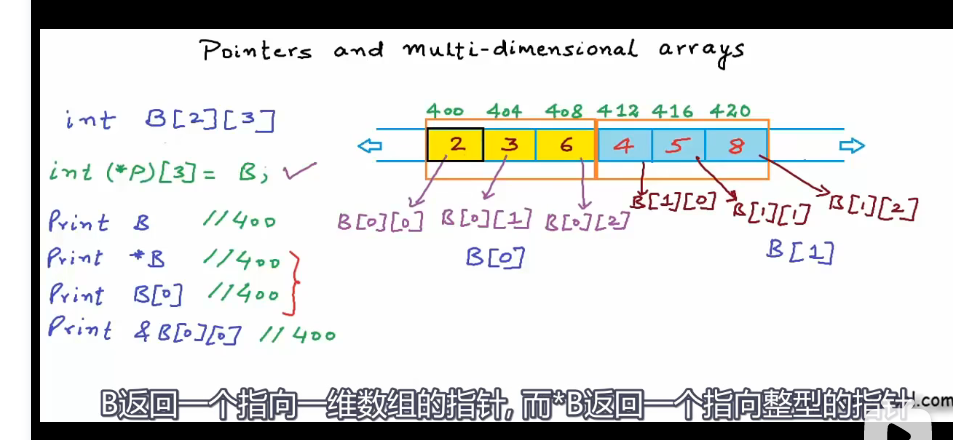 Pointers and multi-dimensional arrays
int B[2][3]
400 404 408 412 416 420
2 3 6 4 5 8
int (*P)[3] = B; ✓
B[0][0] B[0][1] B[0][2] B[1][0] B[1][1] B[1][2]
Print B //400
B[0] B[1]
Print *B //400
Print B[0] //400
Print &B[0][0] //400
B返回一个指向一维数组的指针, 而*B返回一个指向整型的指针
H.com